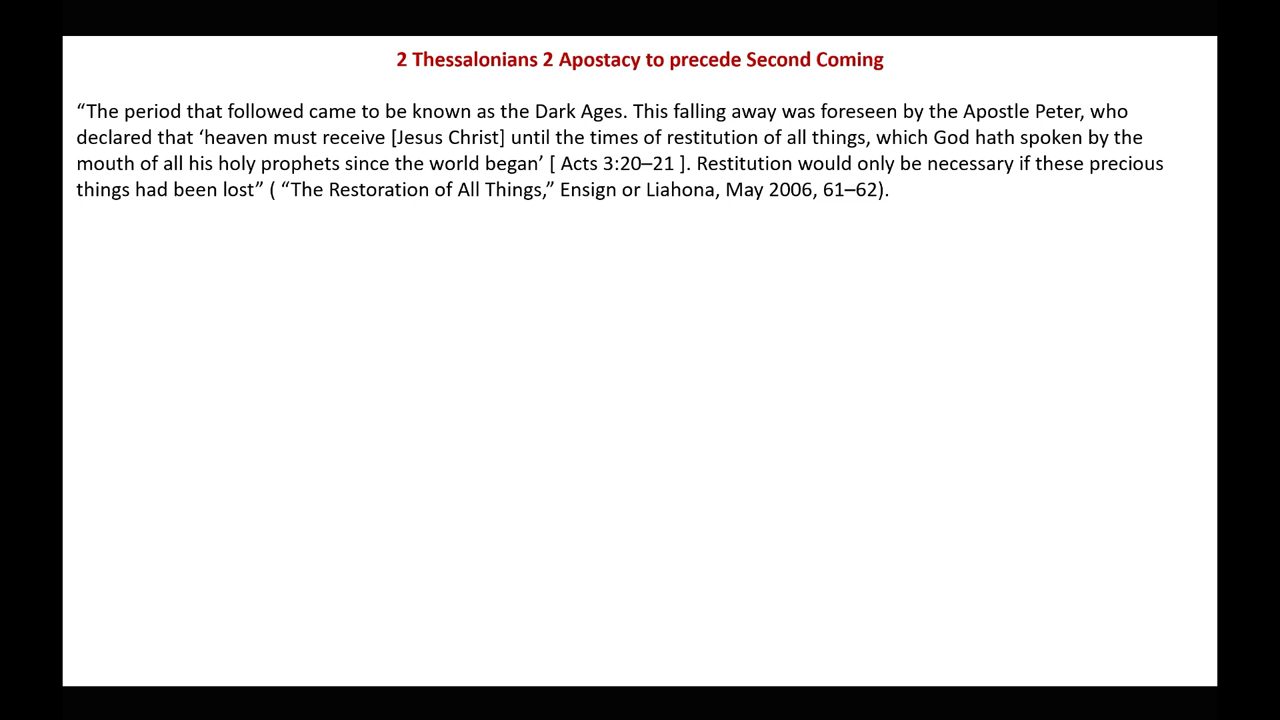 2 Thessalonians 2 Apostacy to precede Second Coming
“The period that followed came to be known as the Dark Ages. This falling away was foreseen by the Apostle Peter, who
declared that ‘heaven must receive [Jesus Christ] until the times of restitution of all things, which God hath spoken by the
mouth of all his holy prophets since the world began’ [ Acts 3:20–21 ]. Restitution would only be necessary if these precious
things had been lost” ( “The Restoration of All Things,” Ensign or Liahona, May 2006, 61–62).